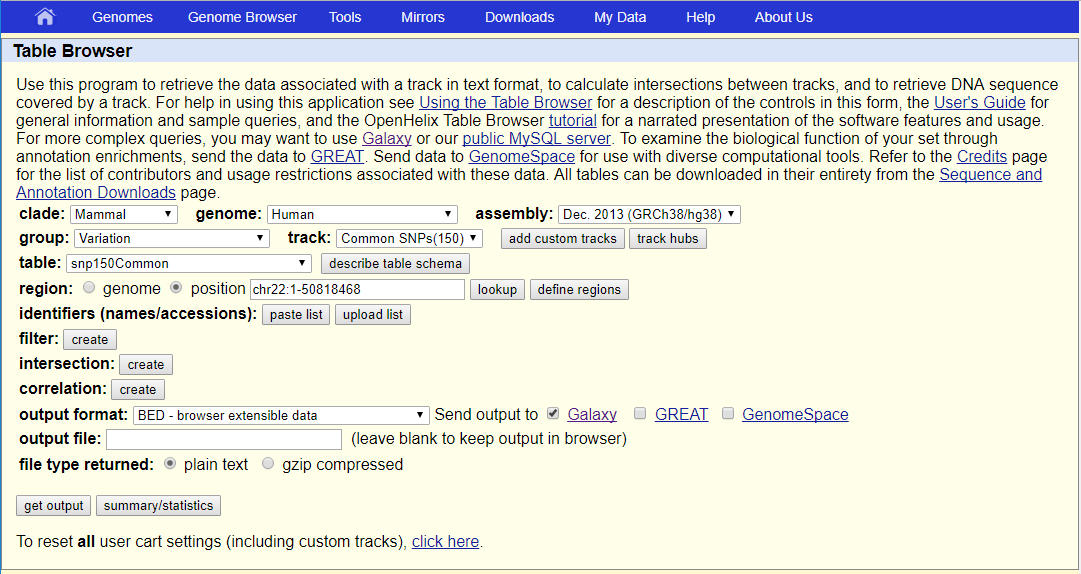 Genomes Genome Browser Tools Mirrors Downloads My Data Help About Us
Table Browser
Use this program to retrieve the data associated with a track in text format, to calculate intersections between tracks, and to retrieve DNA sequence
covered by a track. For help in using this application see Using the Table Browser for a description of the controls in this form, the User's Guide for
general information and sample queries, and the OpenHelix Table Browser tutorial for a narrated presentation of the software features and usage.
For more complex queries, you may want to use Galaxy or our public MySQL server. To examine the biological function of your set through
annotation enrichments, send the data to GREAT. Send data to GenomeSpace for use with diverse computational tools. Refer to the Credits page
for the list of contributors and usage restrictions associated with these data. All tables can be downloaded in their entirety from the Sequence and
Annotation Downloads page.
clade: Mammal genome: Human assembly: Dec. 2013 (GRCh38/hg38)
group: Variation track: Common SNPs(150) add custom tracks track hubs
table: snp150Common describe table schema
region: genome position chr22:1-50818468 lookup define regions
identifiers (names/accessions): paste list upload list
filter: create
intersection: create
correlation: create
output format: BED - browser extensible data Send output to Galaxy GREAT GenomeSpace
output file: (leave blank to keep output in browser)
file type returned: plain text gzip compressed
get output summary/statistics
To reset all user cart settings (including custom tracks), click here.